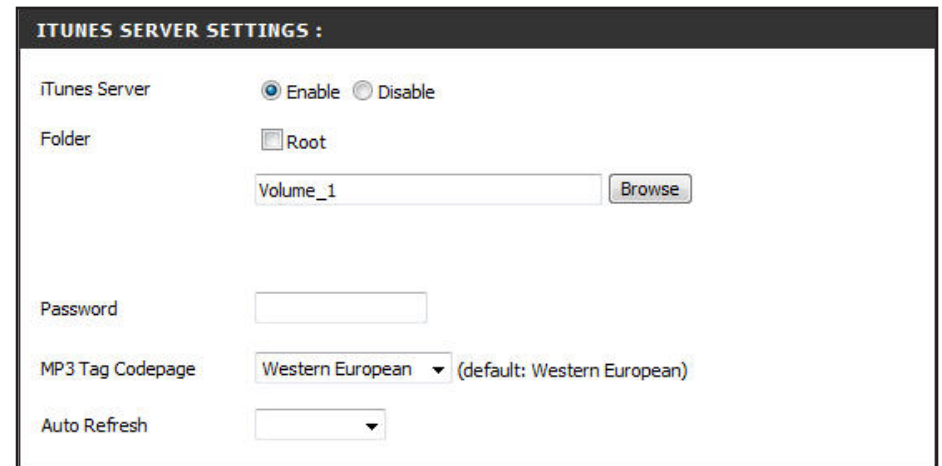 ITUNES SERVER SETTINGS :
iTunes Server Enable Disable
Folder Root
Volume_1 Browse
Password
MP3 Tag Codepage Western European (default: Western European)
Auto Refresh